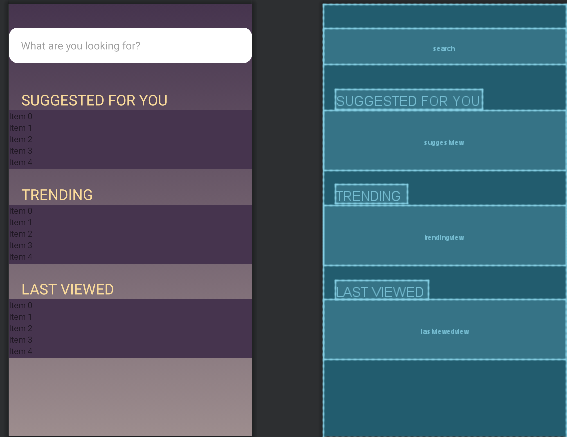 What are you looking for?
SUGGESTED FOR YOU
Item 0
Item 1
Item 2
Item 3
Item 4
TRENDING
Item 0
Item 1
Item 2
Item 3
Item 4
LAST VIEWED
Item 0
Item 1
Item 2
Item 3
Item 4
search
SUGGESTED FOR YOU
suggestview
TRENDING
trendingview
LAST VIEWED
lastviewedview